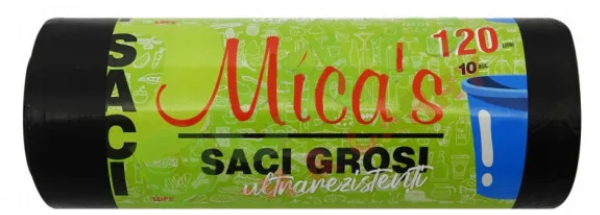 SACI
Mica's
SACI GROSI
ultrarezistenti
120
10